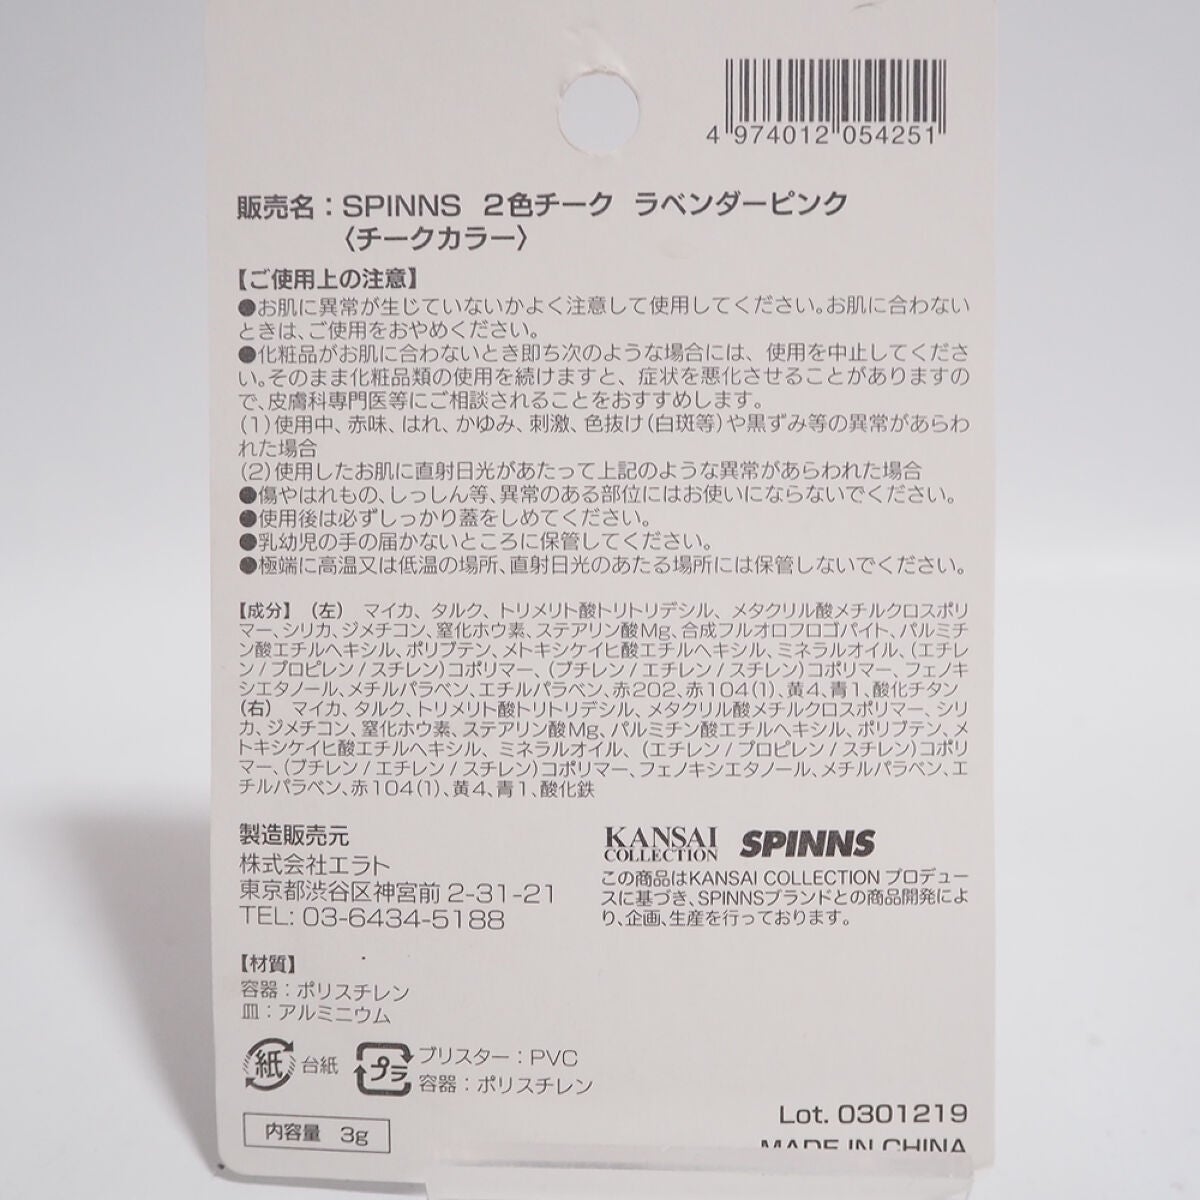 4 974012 054251
販売名：SPINNS 2色チーク ラベンダーピンク
〈チークカラー〉
【ご使用上の注意】
●お肌に異常が生じていないかよく注意して使用してください。お肌に合わない
ときは、ご使用をおやめください。
●化粧品がお肌に合わないとき即ち次のような場合には、使用を中止してくださ
い。そのまま化粧品類の使用を続けますと、症状を悪化させることがありますの
で、皮膚科専門医等にご相談されることをおすすめします。
(1)使用中、赤味、はれ、かゆみ、刺激、色抜け(白斑等)や黒ずみ等の異常があらわ
れた場合
(2)使用したお肌に直射日光があたって上記のような異常があらわれた場合
●傷やはれもの、しっしん等、異常のある部位にはお使いにならないでください。
●使用後は必ずしっかり蓋をしめてください。
●乳幼児の手の届かないところに保管してください。
●極端に高温又は低温の場所、直射日光のあたる場所には保管しないでください。
【成分】（左） マイカ、タルク、トリメリト酸トリトリデシル、メタクリル酸メチルクロスポリ
マー、シリカ、ジメチコン、窒化ホウ素、ステアリン酸Mg、合成フルオロフロゴパイト、パルミチ
ン酸エチルヘキシル、ポリブテン、メトキシケイヒ酸エチルヘキシル、ミネラルオイル、(エチレ
ン/プロピレン/スチレン)コポリマー、(ブチレン/エチレン/スチレン)コポリマー、フェノキ
シエタノール、メチルパラベン、エチルパラベン、赤202、赤104(1)、黄4、青1、酸化チタン
（右） マイカ、タルク、トリメリト酸トリトリデシル、メタクリル酸メチルクロスポリマー、シリ
カ、ジメチコン、窒化ホウ素、ステアリン酸Mg、パルミチン酸エチルヘキシル、ポリブテン、メ
トキシケイヒ酸エチルヘキシル、ミネラルオイル、(エチレン/プロピレン/スチレン)コポリ
マー、(ブチレン/エチレン/スチレン)コポリマー、フェノキシエタノール、メチルパラベン、エ
チルパラベン、赤104(1)、黄4、青1、酸化鉄
製造販売元
株式会社エラト
東京都渋谷区神宮前 2-31-21
TEL: 03-6434-5188
KANSAI
COLLECTION
SPINNS
この商品はKANSAI COLLECTION プロデュー
スに基づき、SPINNSブランドとの商品開発によ
り、企画、生産を行っております。
【材質】
容器：ポリスチレン
皿：アルミニウム
紙 台紙
プラ ブリスター：PVC
容器：ポリスチレン
内容量 3g
Lot. 0301219
MADE IN CHINA